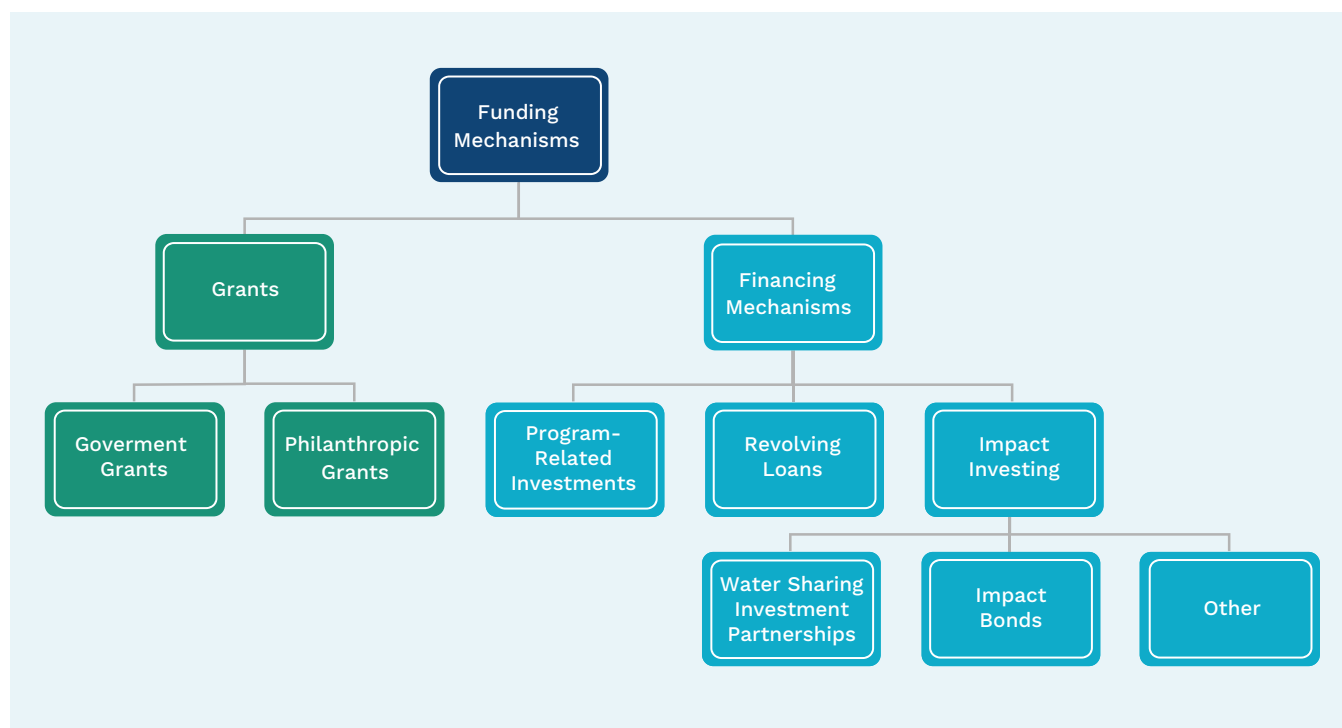 Funding
Mechanisms
Grants
Financing
Mechanisms
Goverment
Grants
Philanthropic
Grants
Program-
Related
Investments
Revolving
Loans
Impact
Investing
Water Sharing
Investment
Partnerships
Impact
Bonds
Other